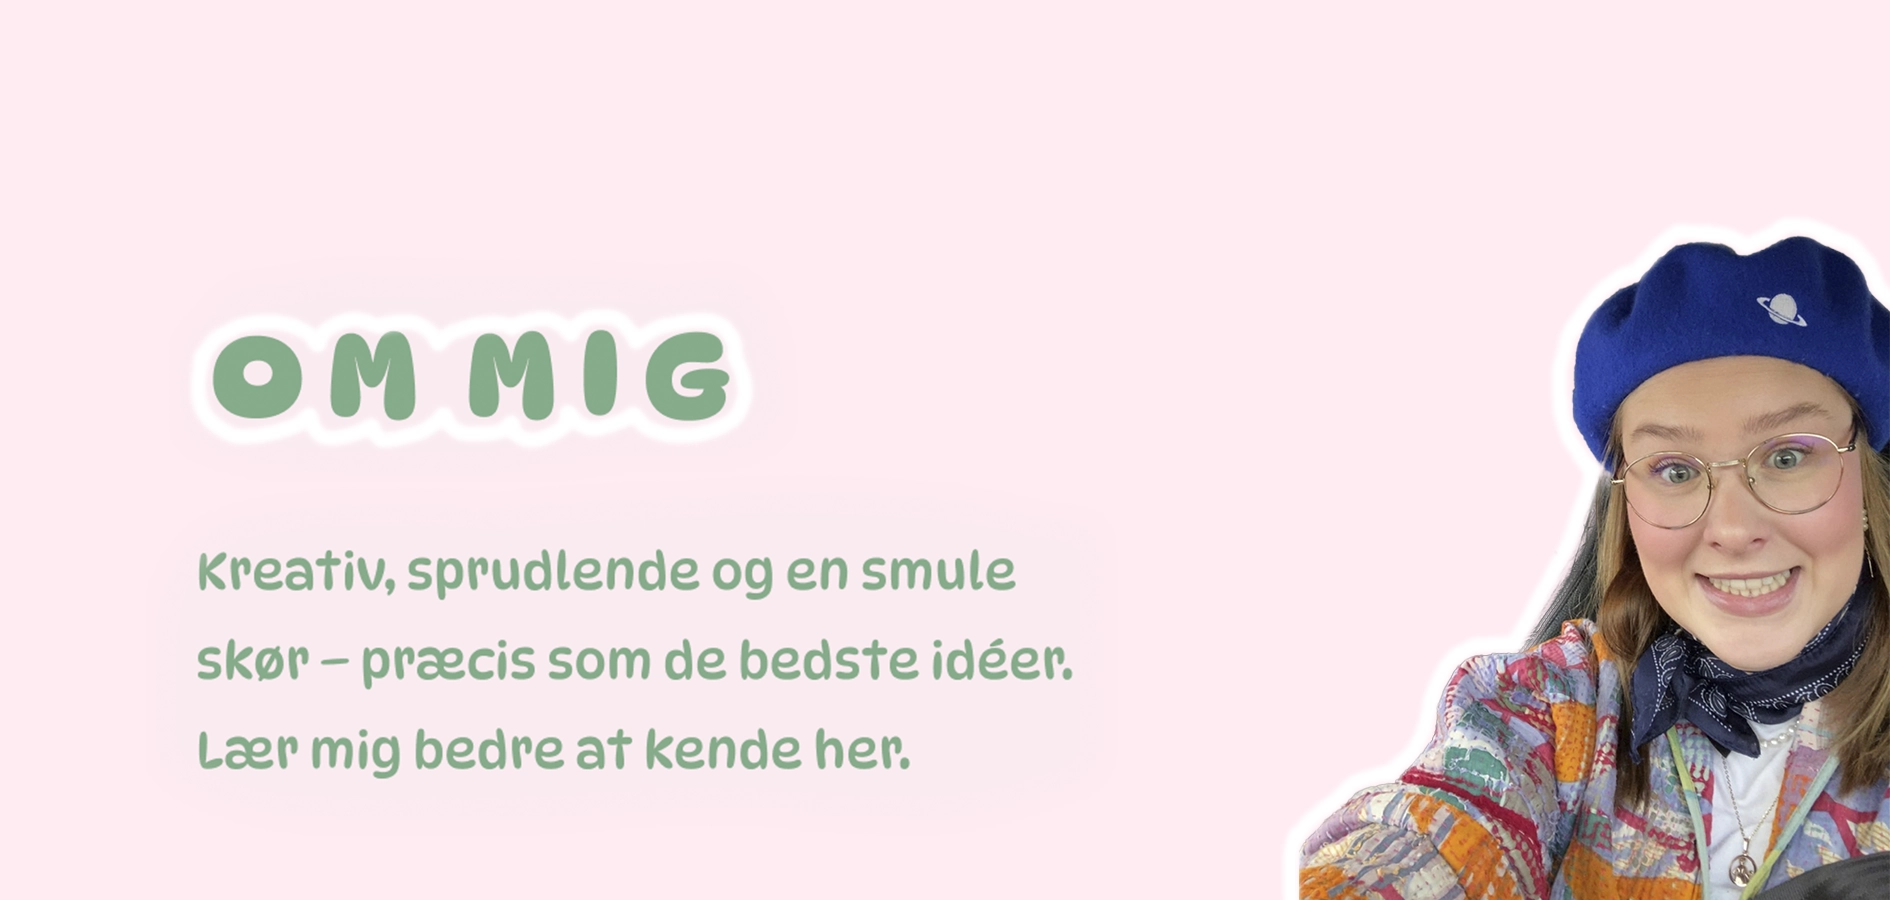 OM MIG
Kreativ, sprudlende og en smule
skør – præcis som de bedste idéer.
Lær mig bedre at kende her.